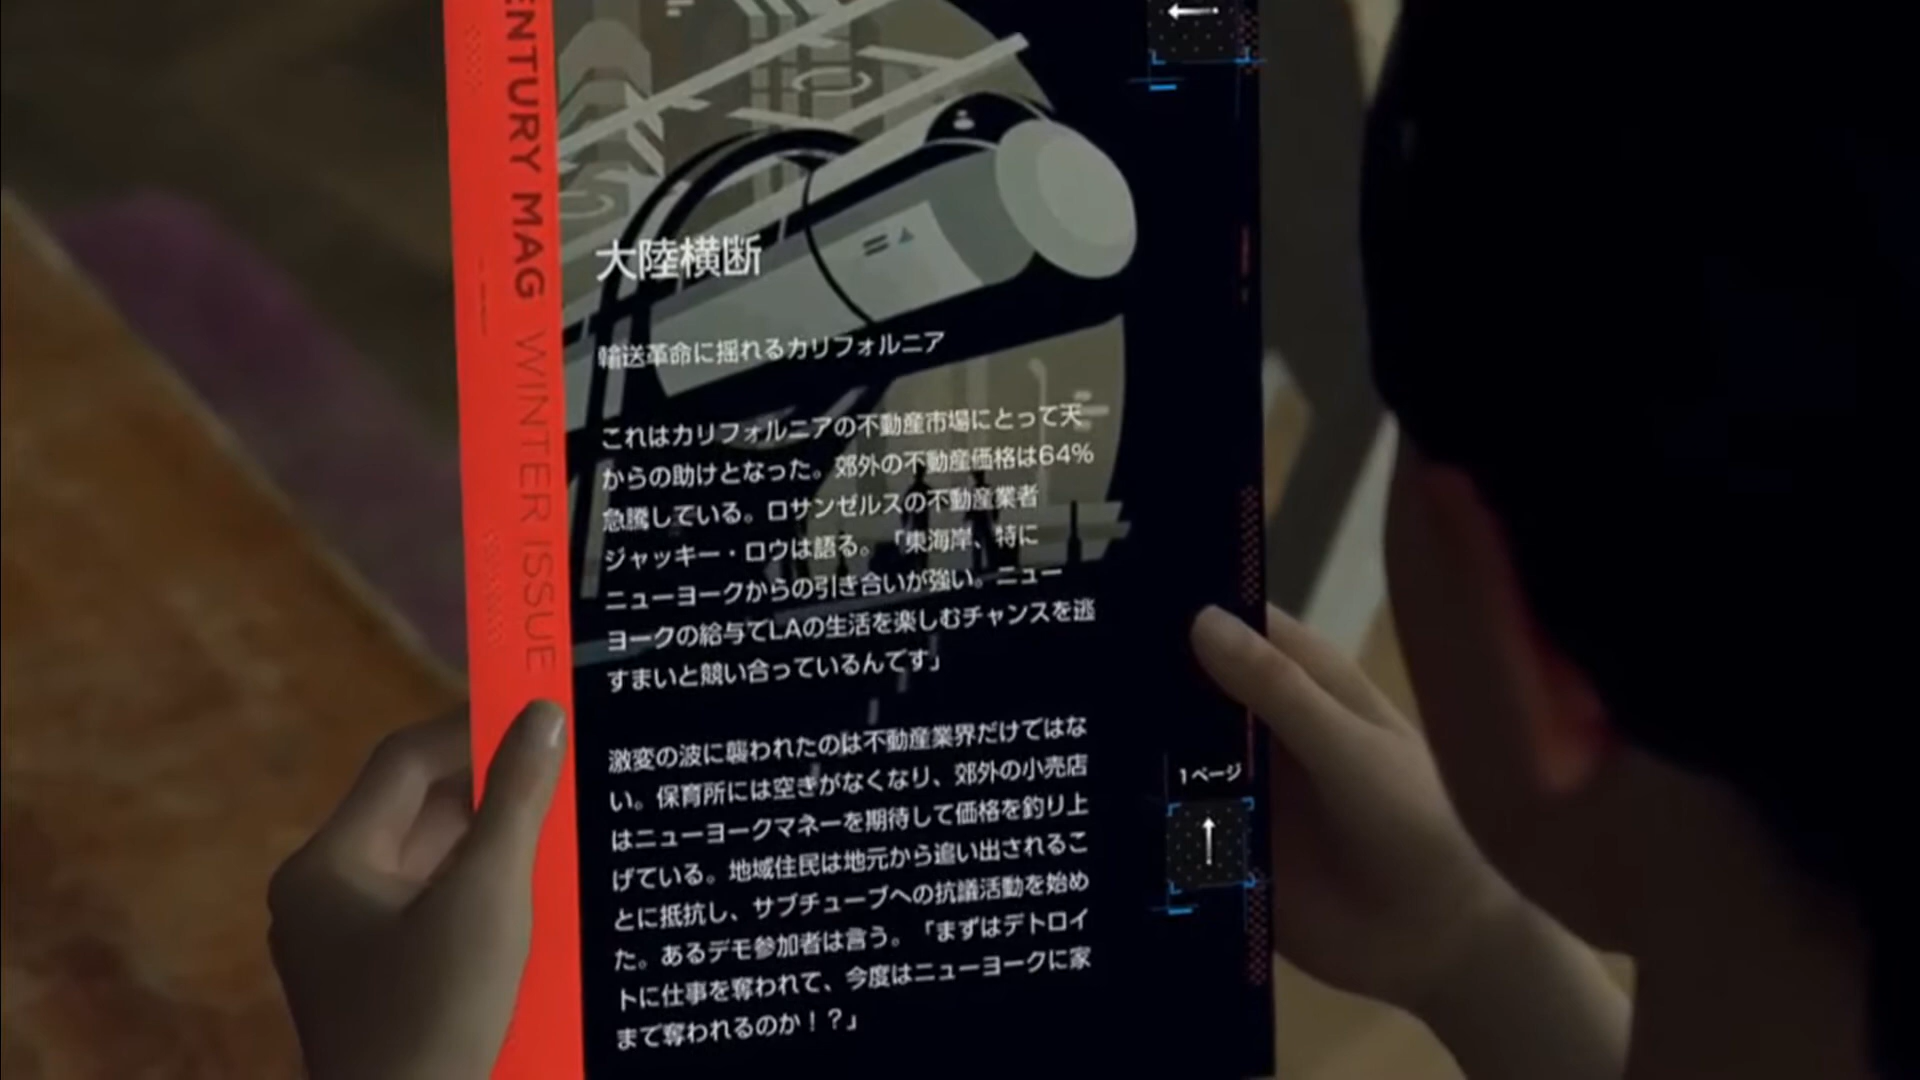 ENTURY MAG WINTER ISSUE
大陸横断
輸送革命に揺れるカリフォルニア
これはカリフォルニアの不動産市場にとって天
からの助けとなった。郊外の不動産価格は64%
急騰している。ロサンゼルスの不動産業者
ジャッキー・ロウは語る。「東海岸、特に
ニューヨークからの引き合いが強い。ニュー
ヨークの給与でLAの生活を楽しむチャンスを逃
すまいと競い合っているんです」
激変の波に襲われたのは不動産業界だけではな
い。保育所には空きがなくなり、郊外の小売店
はニューヨークマネーを期待して価格を釣り上
げている。地域住民は地元から追い出されるこ
とに抵抗し、サブチューブへの抗議活動を始め
た。あるデモ参加者は言う。「まずはデトロイ
トに仕事を奪われて、今度はニューヨークに家
まで奪われるのか！？」
1ページ